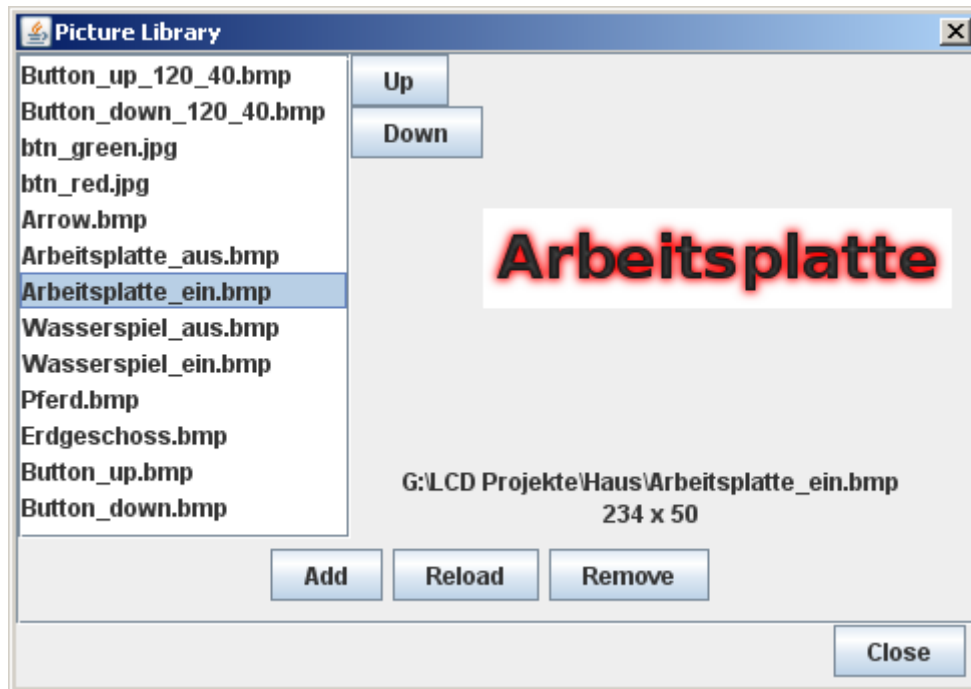 Picture Library
Button_up_120_40.bmp
Button_down_120_40.bmp
btn_green.jpg
btn_red.jpg
Arrow.bmp
Arbeitsplatte_aus.bmp
Arbeitsplatte_ein.bmp
Wasserspiel_aus.bmp
Wasserspiel_ein.bmp
Pferd.bmp
Erdgeschoss.bmp
Button_up.bmp
Button_down.bmp
Up
Down
Arbeitsplatte
G:\LCD Projekte\Haus\Arbeitsplatte_ein.bmp
234 x 50
Add Reload Remove
Close